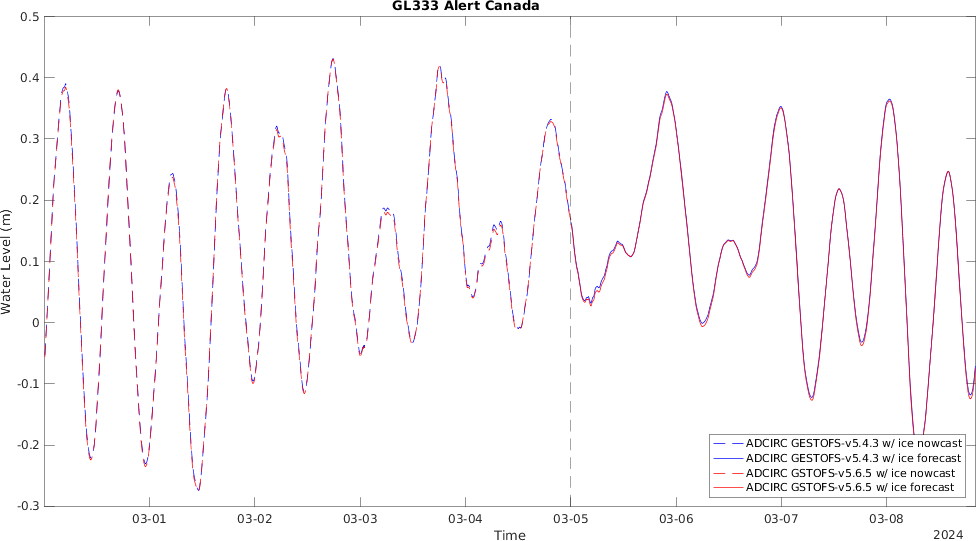 GL333 Alert Canada
0.5
0.4
0.3
0.2
0.1
0
-0.1
-0.2
-0.3
Water Level (m)
ADCIRC GESTOFS-v5.4.3 w/ ice nowcast
ADCIRC GESTOFS-v5.4.3 w/ ice forecast
ADCIRC GSTOFS-v5.6.5 w/ ice nowcast
ADCIRC GSTOFS-v5.6.5 w/ ice forecast
03-01 03-02 03-03 03-04 03-05 03-06 03-07 03-08
Time
2024